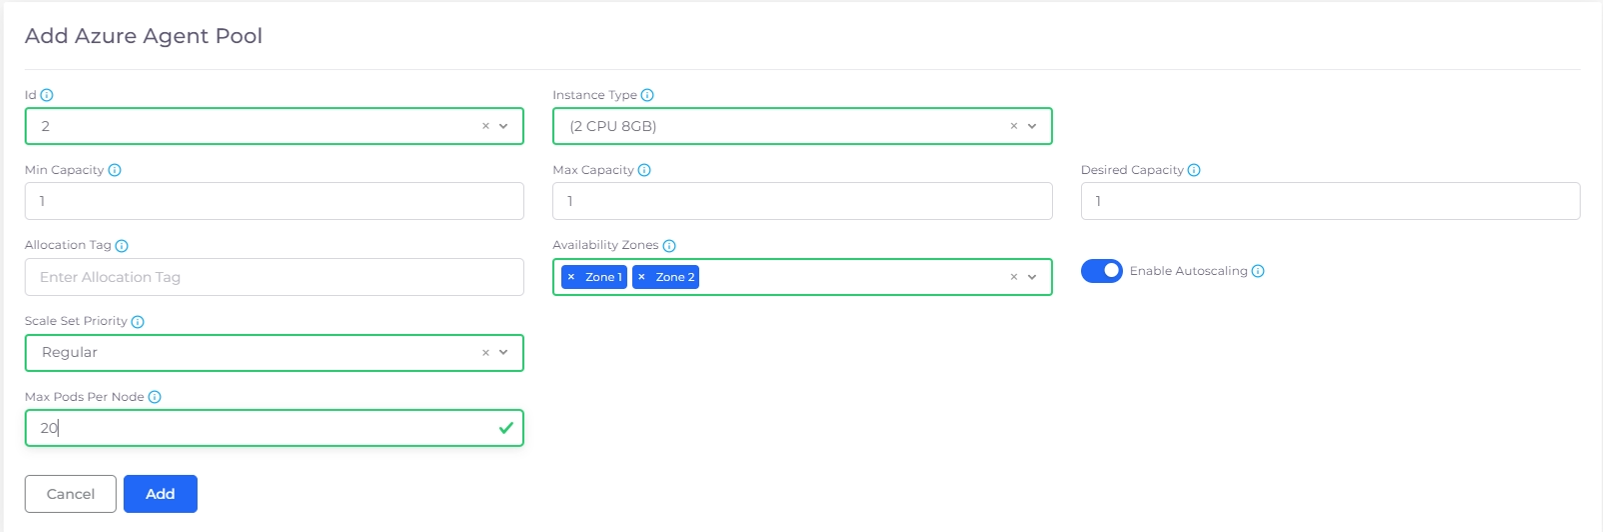 Add Azure Agent Pool
Id
Instance Type
2
(2 CPU 8GB)
Min Capacity
Max Capacity
Desired Capacity
1
1
1
Allocation Tag
Availability Zones
Enter Allocation Tag
× Zone 1 × Zone 2
Enable Autoscaling
Scale Set Priority
Regular
Max Pods Per Node
20
Cancel
Add